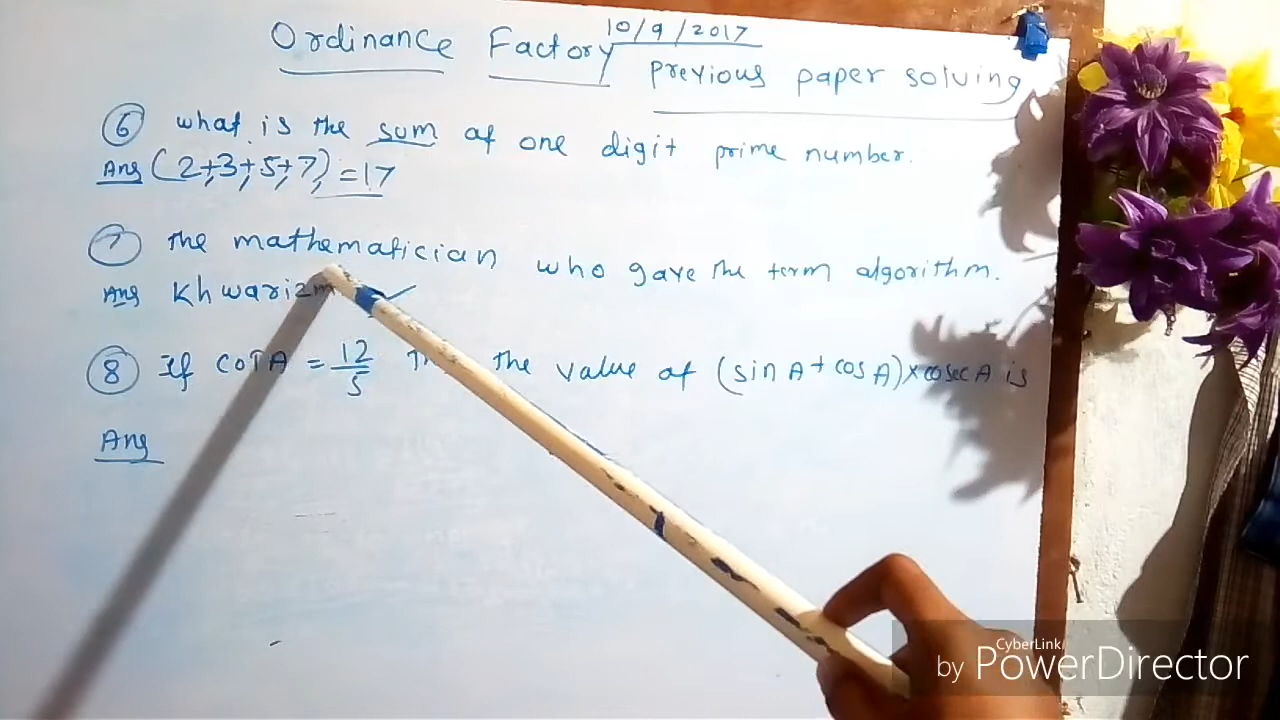 Ordinance Factory 10/9/2017
Previous paper solving
⑥ what is the sum of one digit prime number.
Ans (2+3+5+7) = 17
⑦ The mathematician who gave the term algorithm.
Ans Khwarizm
⑧ If COTA = 12/5 the value of (sin A + cos A) × cosec A is
Ans
CyberLink
by PowerDirector